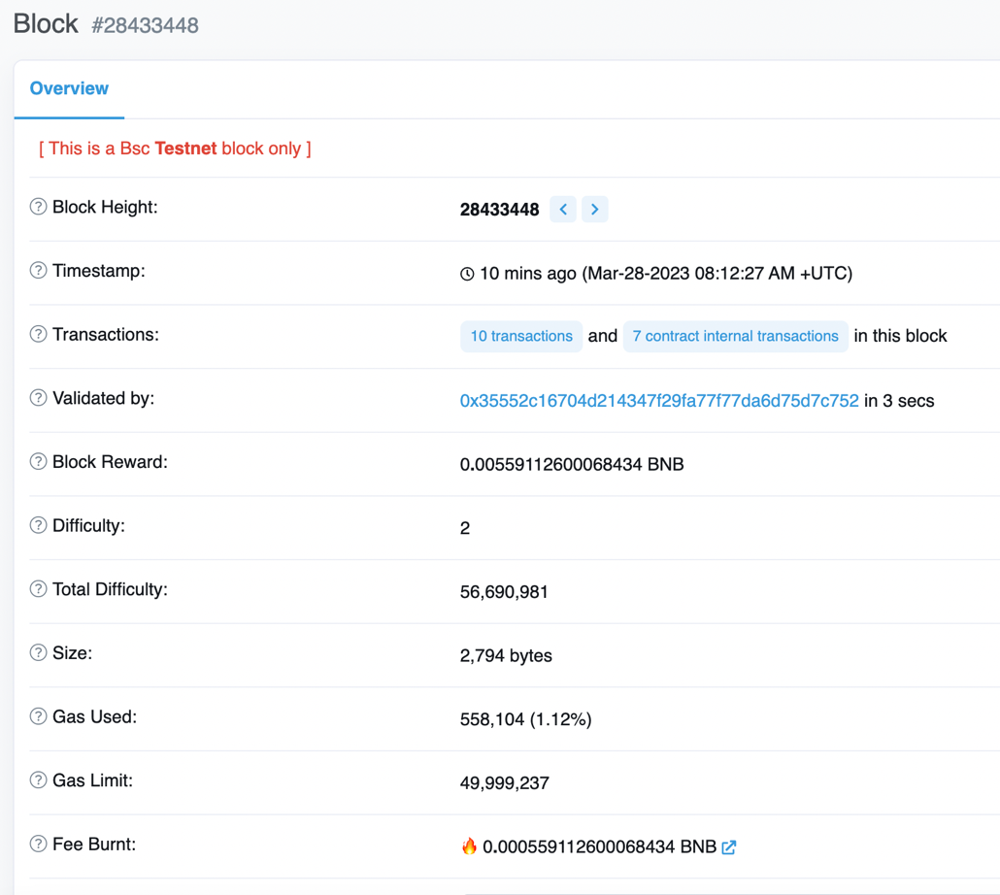 Block #28433448
Overview
[ This is a Bsc Testnet block only ]
Block Height: 28433448
Timestamp: 10 mins ago (Mar-28-2023 08:12:27 AM +UTC)
Transactions: 10 transactions and 7 contract internal transactions in this block
Validated by: 0x35552c16704d214347f29fa77f77da6d75d7c752 in 3 secs
Block Reward: 0.00559112600068434 BNB
Difficulty: 2
Total Difficulty: 56,690,981
Size: 2,794 bytes
Gas Used: 558,104 (1.12%)
Gas Limit: 49,999,237
Fee Burnt: 🔥 0.000559112600068434 BNB